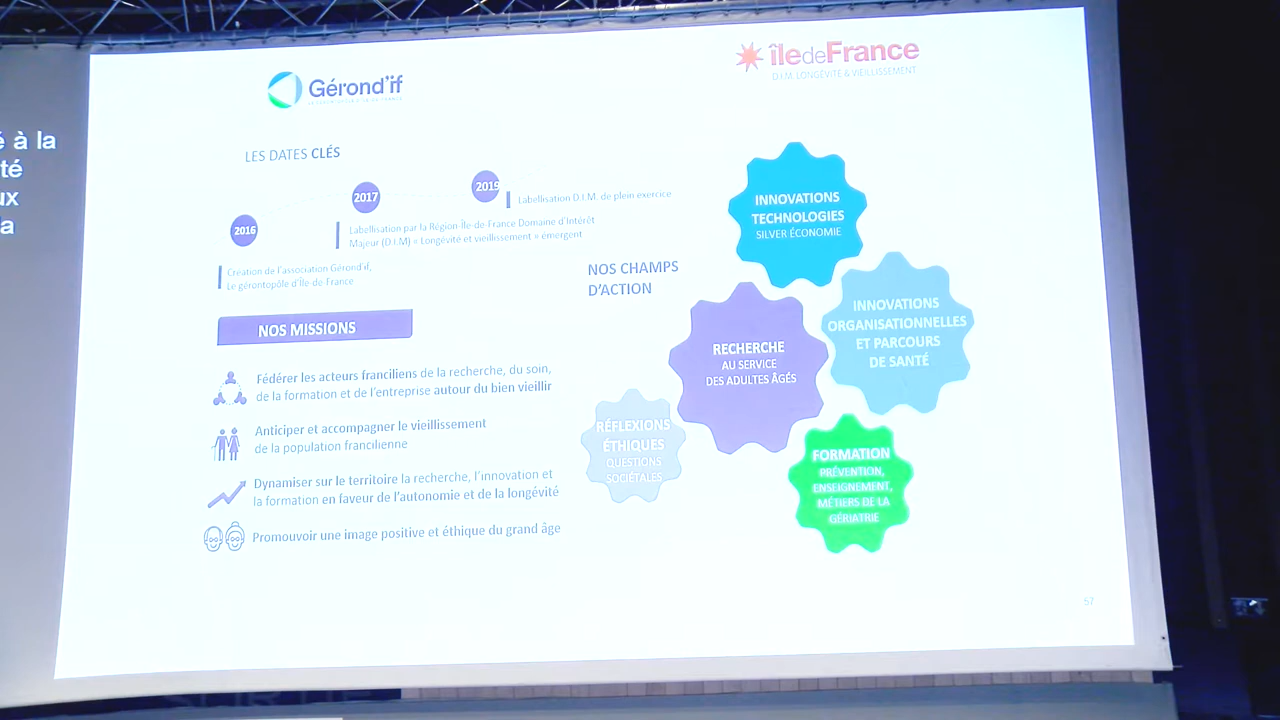 é à la
té
ux
a
Gérond'if
îledeFrance
D.I.M. LONGÉVITÉ & VIEILLISSEMENT
LES DATES CLÉS
2016
2017
2019
Labellisation D.I.M. de plein exercice
Labellisation par la Région Île-de-France Domaine d'Intérêt
Majeur (D.I.M) « Longévité et vieillissement » émergent
Création de l'association Gérond'if,
Le gérontopôle d'Île-de-France
NOS MISSIONS
Fédérer les acteurs franciliens de la recherche, du soin,
de la formation et de l'entreprise autour du bien vieillir
Anticiper et accompagner le vieillissement
de la population francilienne
Dynamiser sur le territoire la recherche, l'innovation et
la formation en faveur de l'autonomie et de la longévité
Promouvoir une image positive et éthique du grand âge
NOS CHAMPS
D'ACTION
INNOVATIONS
TECHNOLOGIES
SILVER ÉCONOMIE
INNOVATIONS
ORGANISATIONNELLES
ET PARCOURS
DE SANTÉ
RECHERCHE
AU SERVICE
DES ADULTES ÂGÉS
RÉFLEXIONS
ÉTHIQUES
QUESTIONS
SOCIÉTALES
FORMATION
PRÉVENTION,
ENSEIGNEMENT,
MÉTIERS DE LA
GÉRIATRIE
57